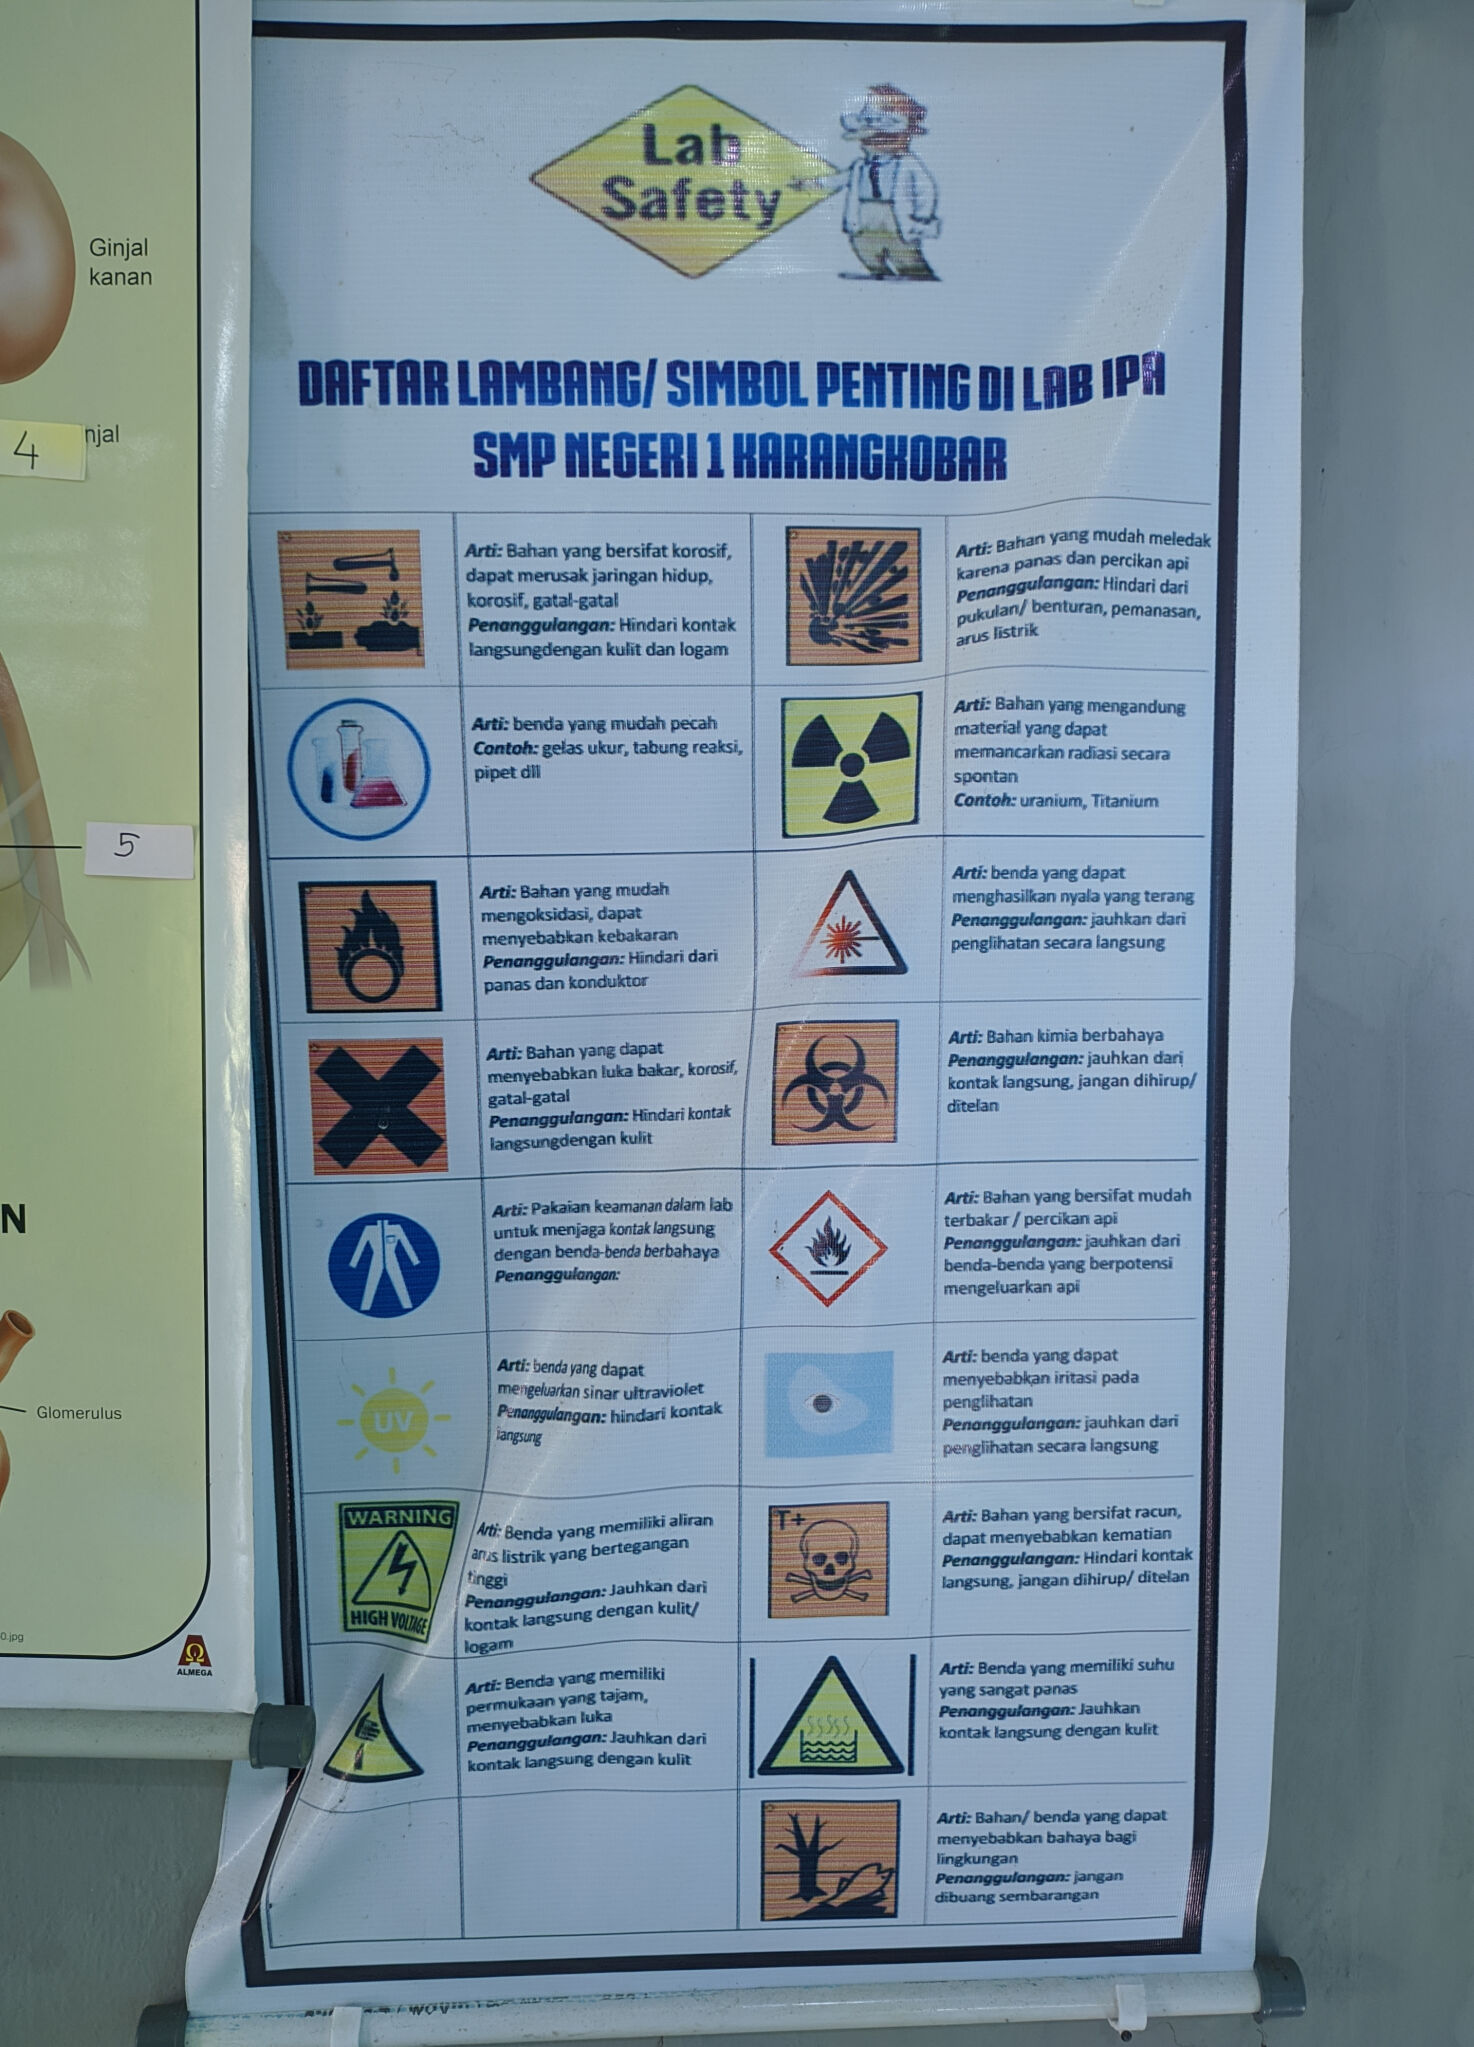 Ginjal
kanan
4
njal
5
N
Glomerulus
0.jpg
ALMEGA
Lab
Safety
DAFTAR LAMBANG/ SIMBOL PENTING DI LAB IPA
SMP NEGERI 1 KARANGKOBAR
Arti: Bahan yang bersifat korosif,
dapat merusak jaringan hidup,
korosif, gatal-gatal
Penanggulangan: Hindari kontak
langsungdengan kulit dan logam
Arti: Bahan yang mudah meledak
karena panas dan percikan api
Penanggulangan: Hindari dari
pukulan/ benturan, pemanasan,
arus listrik
Arti: benda yang mudah pecah
Contoh: gelas ukur, tabung reaksi,
pipet dll
Arti: Bahan yang mengandung
material yang dapat
memancarkan radiasi secara
spontan
Contoh: uranium, Titanium
Arti: Bahan yang mudah
mengoksidasi, dapat
menyebabkan kebakaran
Penanggulangan: Hindari dari
panas dan konduktor
Arti: benda yang dapat
menghasilkan nyala yang terang
Penanggulangan: jauhkan dari
penglihatan secara langsung
Arti: Bahan yang dapat
menyebabkan luka bakar, korosif,
gatal-gatal
Penanggulangan: Hindari kontak
langsungdengan kulit
Arti: Bahan kimia berbahaya
Penanggulangan: jauhkan dari
kontak langsung, jangan dihirup/
ditelan
Arti: Pakaian keamanan dalam lab
untuk menjaga kontak langsung
dengan benda-benda berbahaya
Penanggulangan:
Arti: Bahan yang bersifat mudah
terbakar / percikan api
Penanggulangan: jauhkan dari
benda-benda yang berpotensi
mengeluarkan api
UV
Arti: benda yang dapat
mengeluarkan sinar ultraviolet
Penanggulangan: hindari kontak
langsung
Arti: benda yang dapat
menyebabkan iritasi pada
penglihatan
Penanggulangan: jauhkan dari
penglihatan secara langsung
WARNING
HIGH VOLTAGE
Arti: Benda yang memiliki aliran
arus listrik yang bertegangan
tinggi
Penanggulangan: Jauhkan dari
kontak langsung dengan kulit/
logam
T+
Arti: Bahan yang bersifat racun,
dapat menyebabkan kematian
Penanggulangan: Hindari kontak
langsung, jangan dihirup/ ditelan
Arti: Benda yang memiliki
permukaan yang tajam,
menyebabkan luka
Penanggulangan: Jauhkan dari
kontak langsung dengan kulit
Arti: Benda yang memiliki suhu
yang sangat panas
Penanggulangan: Jauhkan
kontak langsung dengan kulit
Arti: Bahan/ benda yang dapat
menyebabkan bahaya bagi
lingkungan
Penanggulangan: jangan
dibuang sembarangan